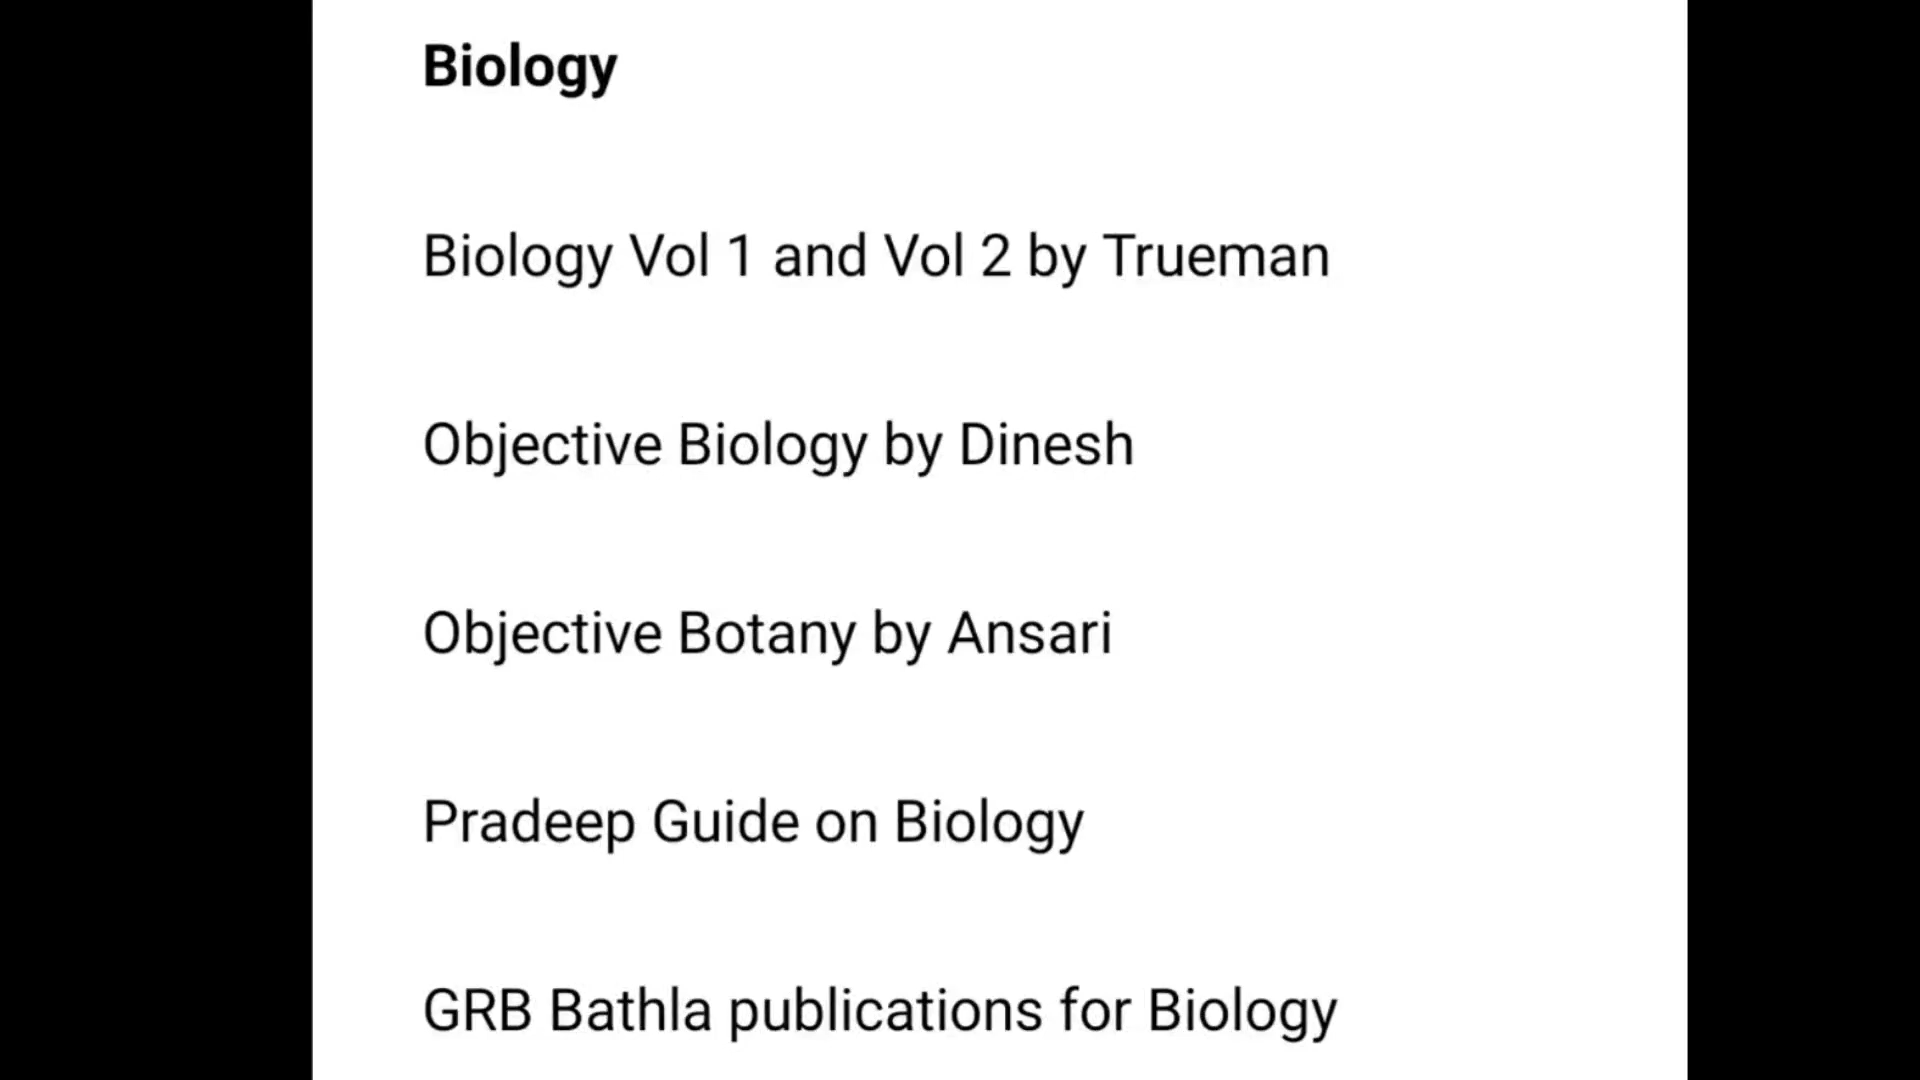 Biology
Biology Vol 1 and Vol 2 by Trueman
Objective Biology by Dinesh
Objective Botany by Ansari
Pradeep Guide on Biology
GRB Bathla publications for Biology